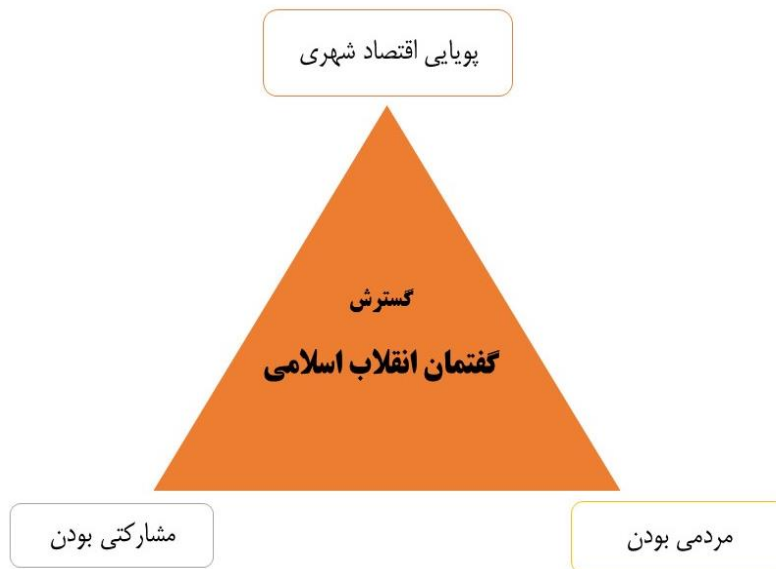 پویایی اقتصاد شهری
گسترش
گفتمان انقلاب اسلامی
مردمی بودن
مشارکتی بودن